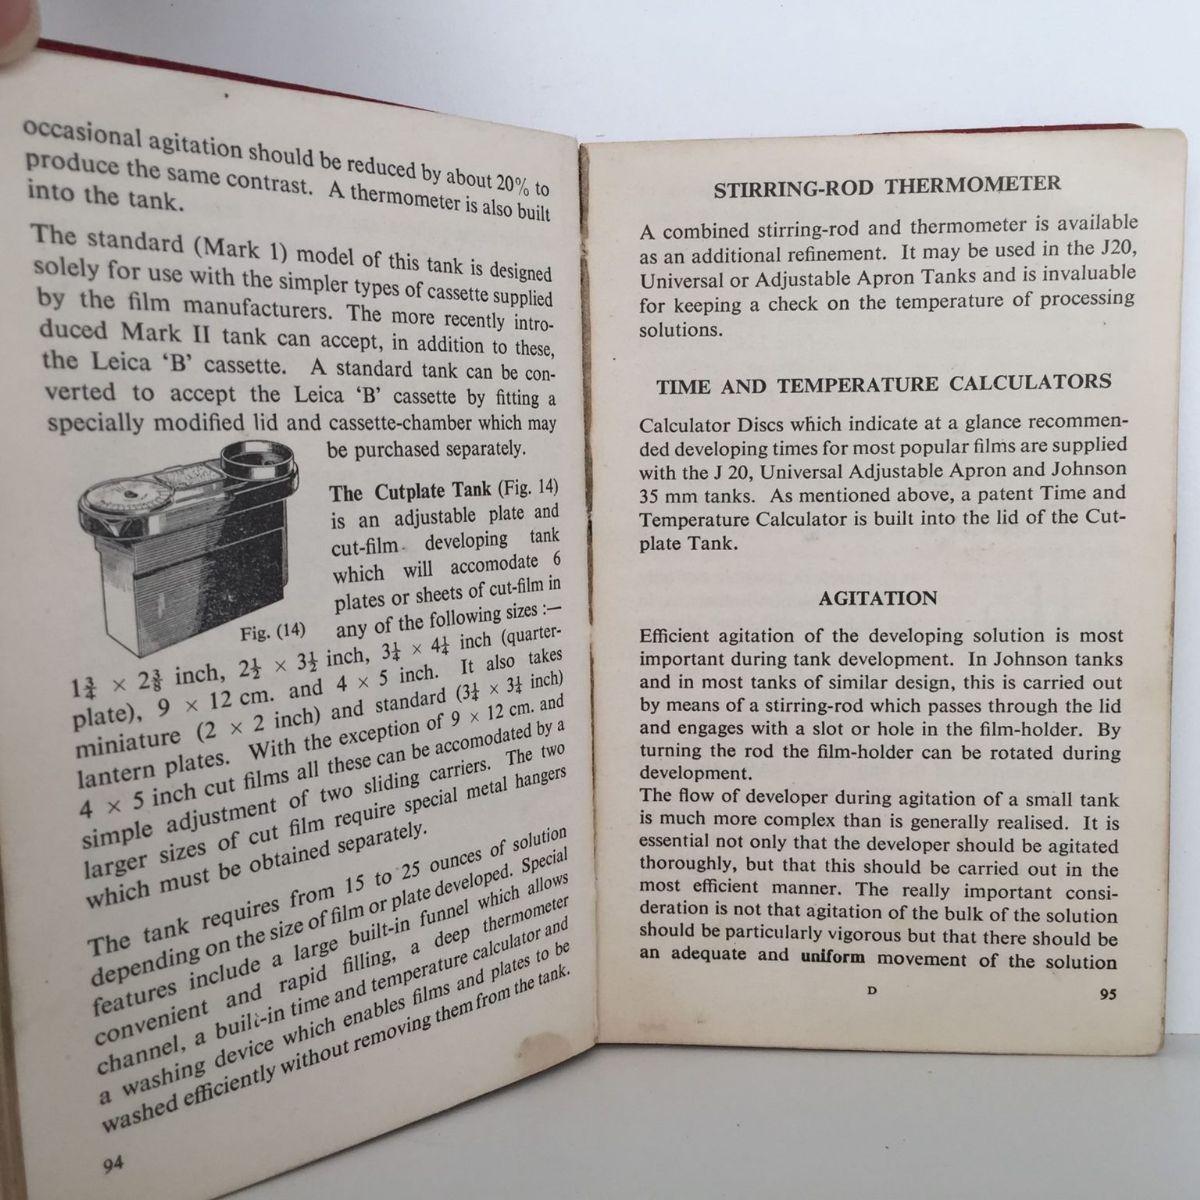 occasional agitation should be reduced by about 20% to
produce the same contrast. A thermometer is also built
into the tank.
The standard (Mark 1) model of this tank is designed
solely for use with the simpler types of cassette supplied
by the film manufacturers. The more recently intro-
duced Mark II tank can accept, in addition to these,
the Leica ‘B’ cassette. A standard tank can be con-
verted to accept the Leica ‘B’ cassette by fitting a
specially modified lid and cassette-chamber which may
be purchased separately.
The Cutplate Tank (Fig. 14)
is an adjustable plate and
cut-film developing tank
which will accomodate 6
plates or sheets of cut-film in
any of the following sizes :—
Fig. (14)
1¾ × 2⅜ inch, 2½ × 3½ inch, 3¼ × 4¼ inch (quarter-
plate), 9 × 12 cm. and 4 × 5 inch. It also takes
miniature (2 × 2 inch) and standard (3¼ × 3¼ inch)
lantern plates. With the exception of 9 × 12 cm. and
4 × 5 inch cut films all these can be accomodated by a
simple adjustment of two sliding carriers. The two
larger sizes of cut film require special metal hangers
which must be obtained separately.
The tank requires from 15 to 25 ounces of solution
depending on the size of film or plate developed. Special
features include a large built-in funnel which allows
convenient and rapid filling, a deep thermometer
channel, a built-in time and temperature calculator and
a washing device which enables films and plates to be
washed efficiently without removing them from the tank.
94
STIRRING-ROD THERMOMETER
A combined stirring-rod and thermometer is available
as an additional refinement. It may be used in the J20,
Universal or Adjustable Apron Tanks and is invaluable
for keeping a check on the temperature of processing
solutions.
TIME AND TEMPERATURE CALCULATORS
Calculator Discs which indicate at a glance recommen-
ded developing times for most popular films are supplied
with the J 20, Universal Adjustable Apron and Johnson
35 mm tanks. As mentioned above, a patent Time and
Temperature Calculator is built into the lid of the Cut-
plate Tank.
AGITATION
Efficient agitation of the developing solution is most
important during tank development. In Johnson tanks
and in most tanks of similar design, this is carried out
by means of a stirring-rod which passes through the lid
and engages with a slot or hole in the film-holder. By
turning the rod the film-holder can be rotated during
development.
The flow of developer during agitation of a small tank
is much more complex than is generally realised. It is
essential not only that the developer should be agitated
thoroughly, but that this should be carried out in the
most efficient manner. The really important consi-
deration is not that agitation of the bulk of the solution
should be particularly vigorous but that there should be
an adequate and uniform movement of the solution
D
95